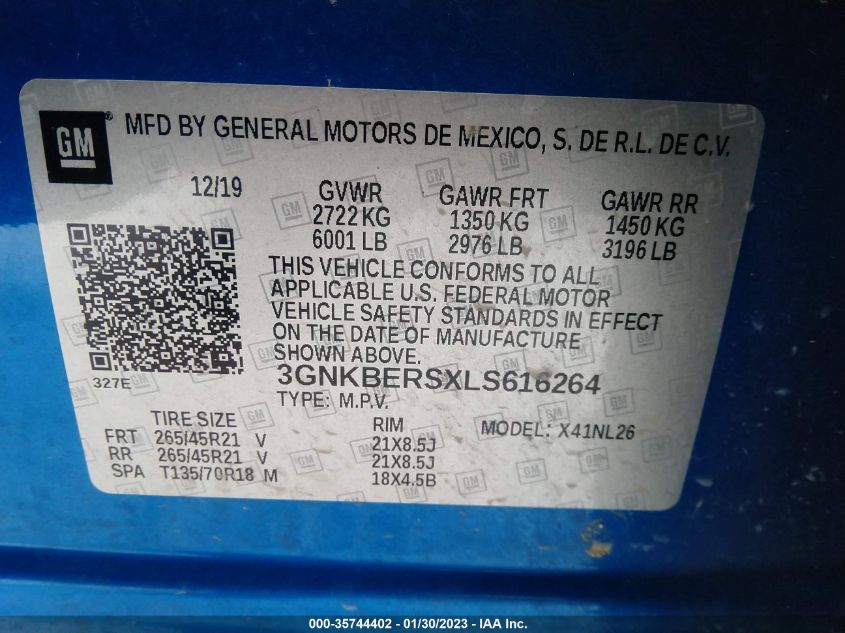 GM ® MFD BY GENERAL MOTORS DE MEXICO, S. DE R.L. DE C.V.
12/19 GVWR GAWR FRT GAWR RR
2722 KG 1350 KG 1450 KG
6001 LB 2976 LB 3196 LB
THIS VEHICLE CONFORMS TO ALL
APPLICABLE U.S. FEDERAL MOTOR
VEHICLE SAFETY STANDARDS IN EFFECT
ON THE DATE OF MANUFACTURE
SHOWN ABOVE.
327E 3GNKBERSXLS616264
TYPE: M.P.V.
TIRE SIZE RIM MODEL: X41NL26
FRT 265/45R21 V 21X8.5J
RR 265/45R21 V 21X8.5J
SPA T135/70R18 M 18X4.5B
000-35744402 - 01/30/2023 - IAA Inc.